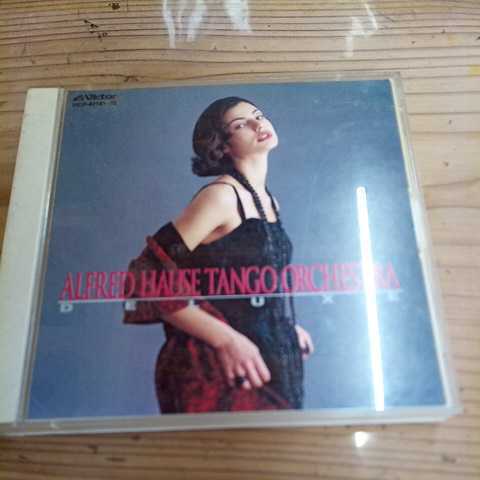 Victor
ALFRED HAUSE TANGO ORCHESTRA
DELUXE